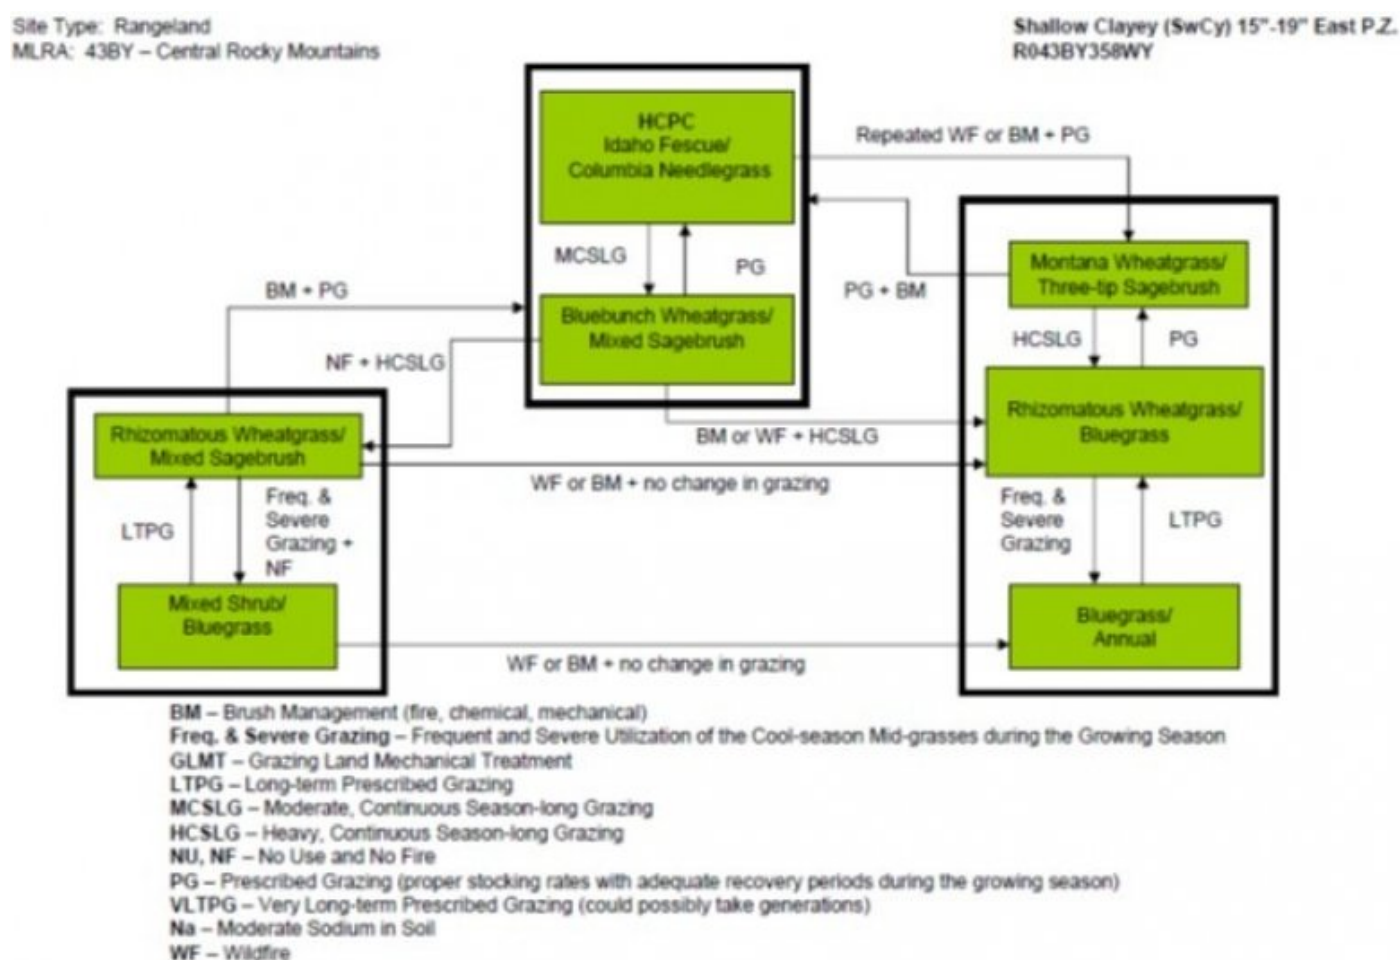 Site Type: Rangeland
MLRA: 43BY – Central Rocky Mountains
Shallow Clayey (SwCy) 15"-19" East P.Z.
R043BY358WY
HCPC
Idaho Fescue/
Columbia Needlegrass
Repeated WF or BM + PG
MCSLG
PG
PG + BM
Montana Wheatgrass/
Three-tip Sagebrush
BM + PG
Bluebunch Wheatgrass/
Mixed Sagebrush
HCSLG
PG
NF + HCSLG
Rhizomatous Wheatgrass/
Mixed Sagebrush
BM or WF + HCSLG
Rhizomatous Wheatgrass/
Bluegrass
WF or BM + no change in grazing
LTPG
Freq. &
Severe
Grazing +
NF
Freq. &
Severe
Grazing
LTPG
Mixed Shrub/
Bluegrass
Bluegrass/
Annual
WF or BM + no change in grazing
BM – Brush Management (fire, chemical, mechanical)
Freq. & Severe Grazing – Frequent and Severe Utilization of the Cool-season Mid-grasses during the Growing Season
GLMT – Grazing Land Mechanical Treatment
LTPG – Long-term Prescribed Grazing
MCSLG – Moderate, Continuous Season-long Grazing
HCSLG – Heavy, Continuous Season-long Grazing
NU, NF – No Use and No Fire
PG – Prescribed Grazing (proper stocking rates with adequate recovery periods during the growing season)
VLTPG – Very Long-term Prescribed Grazing (could possibly take generations)
Na – Moderate Sodium in Soil
WF – Wildfire